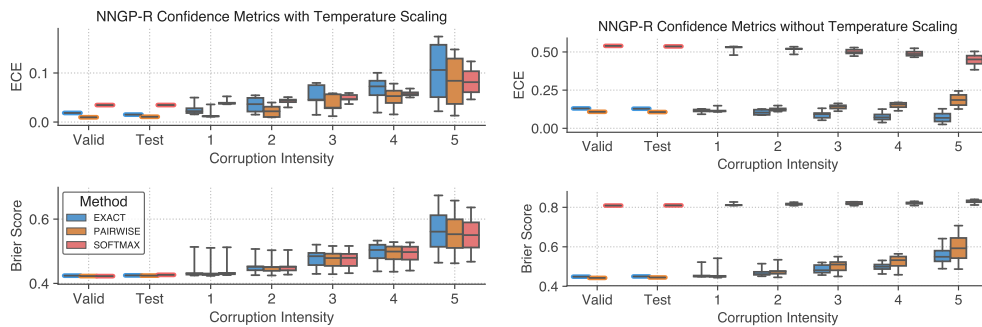 NNGP-R Confidence Metrics with Temperature Scaling
ECE
0.1
0.0
Valid Test 1 2 3 4 5
Corruption Intensity
Brier Score
0.6
0.4
Method
EXACT
PAIRWISE
SOFTMAX
Valid Test 1 2 3 4 5
Corruption Intensity
NNGP-R Confidence Metrics without Temperature Scaling
ECE
0.50
0.25
0.00
Valid Test 1 2 3 4 5
Corruption Intensity
Brier Score
0.8
0.6
0.4
Valid Test 1 2 3 4 5
Corruption Intensity